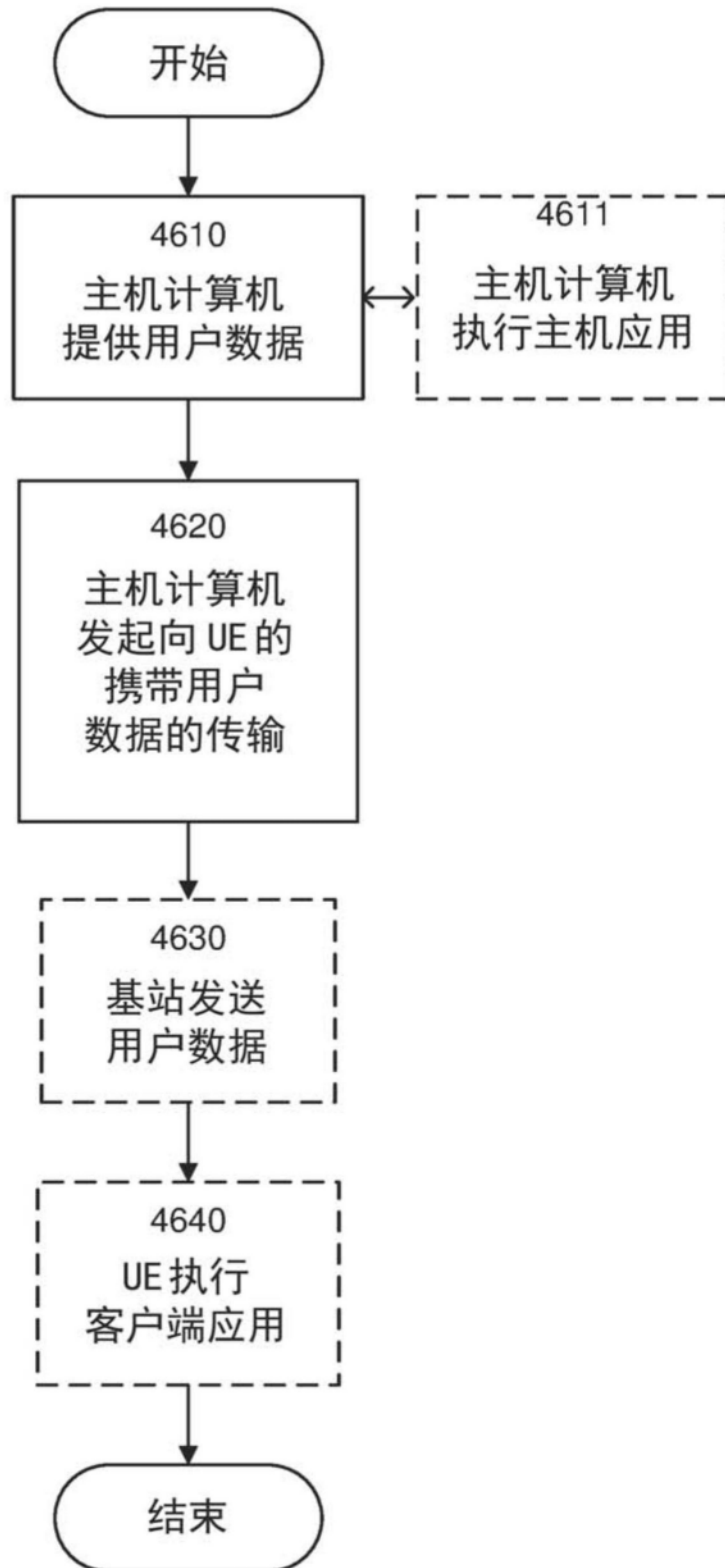 开始
4610
主机计算机
提供用户数据
4611
主机计算机
执行主机应用
4620
主机计算机
发起向 UE 的
携带用户
数据的传输
4630
基站发送
用户数据
4640
UE 执行
客户端应用
结束